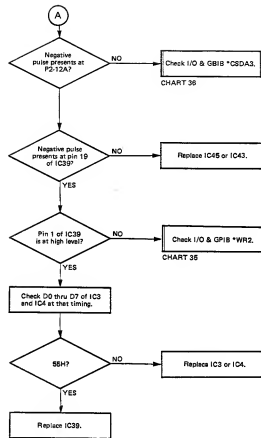 A
Negative
pulse presents at
P2-12A?
NO
Check I/O & GBIB *CSDA3.
CHART 36
Negative pulse
presents at pin 19
of IC39?
NO
Replace IC45 or IC43.
YES
Pin 1 of IC39
is at high level?
NO
Check I/O & GPIB *WR2.
CHART 35
YES
Check D0 thru D7 of IC3
and IC4 at that timing.
55H?
NO
Replace IC3 or IC4.
YES
Replace IC39.